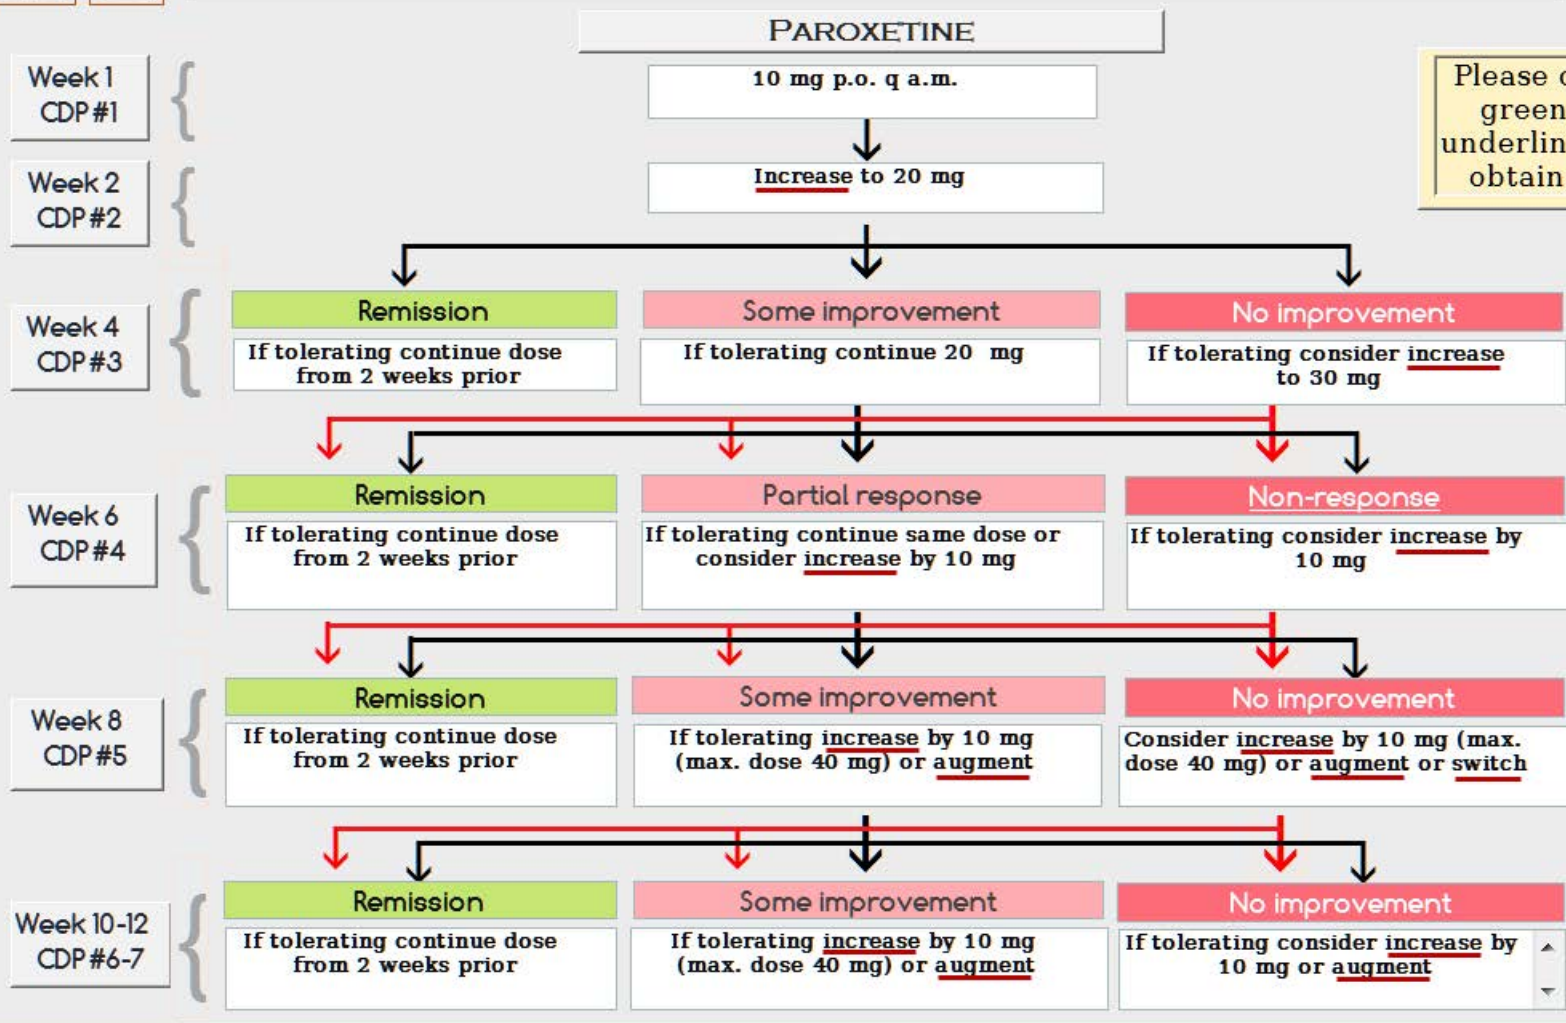 PAROXETINE
Week 1
CDP #1
10 mg p.o. q a.m.
Please
green
underlin
obtain
Week 2
CDP #2
Increase to 20 mg
Week 4
CDP #3
Remission
If tolerating continue dose
from 2 weeks prior
Some improvement
If tolerating continue 20 mg
No improvement
If tolerating consider increase
to 30 mg
Week 6
CDP #4
Remission
If tolerating continue dose
from 2 weeks prior
Partial response
If tolerating continue same dose or
consider increase by 10 mg
Non-response
If tolerating consider increase by
10 mg
Week 8
CDP #5
Remission
If tolerating continue dose
from 2 weeks prior
Some improvement
If tolerating increase by 10 mg
(max. dose 40 mg) or augment
No improvement
Consider increase by 10 mg (max.
dose 40 mg) or augment or switch
Week 10-12
CDP #6-7
Remission
If tolerating continue dose
from 2 weeks prior
Some improvement
If tolerating increase by 10 mg
(max. dose 40 mg) or augment
No improvement
If tolerating consider increase by
10 mg or augment